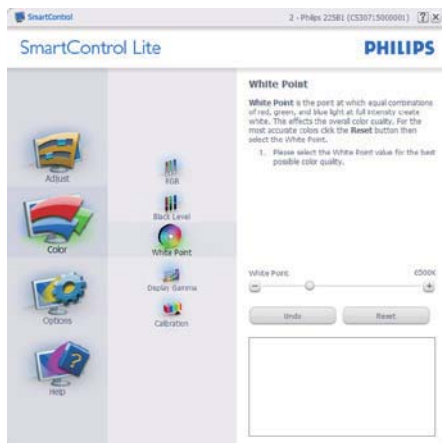 SmartControl
2 - Philips 225B1 (CS30715000001)
SmartControl Lite
PHILIPS
Adjust
Color
Options
Help
RGB
Black Level
White Point
Display Gamma
Calibration
White Point
White Point is the point at which equal combinations
of red, green, and blue light at full intensity create
white. The effects the overall color quality. For the
most accurate colors click the Reset button then
select the White Point.
1. Please select the White Point value for the best
possible color quality.
White Point
6500K
Undo
Reset